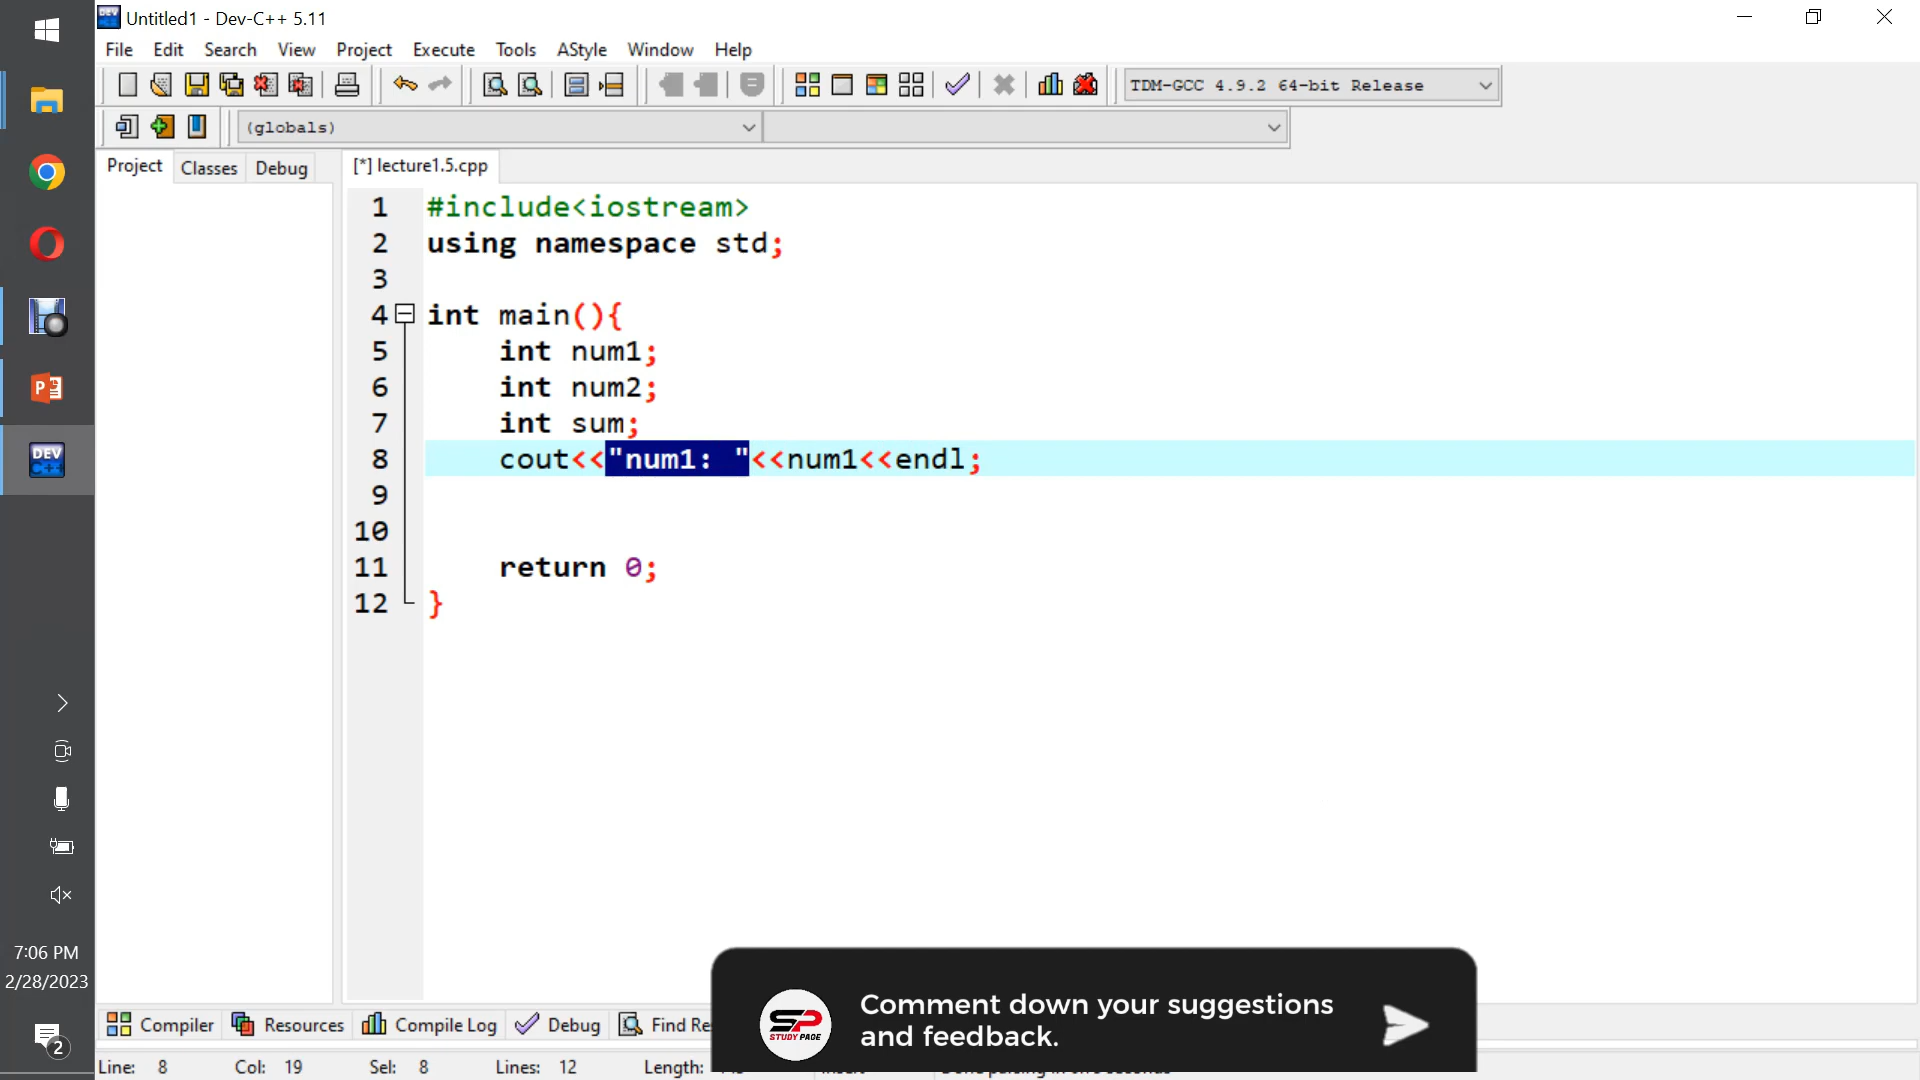 Untitled1 - Dev-C++ 5.11
File Edit Search View Project Execute Tools AStyle Window Help
TDM-GCC 4.9.2 64-bit Release
(globals)
Project Classes Debug
[*] lecture1.5.cpp
1 #include<iostream>
2 using namespace std;
3
4 int main(){
5 int num1;
6 int num2;
7 int sum;
8 cout<<"num1: "<<num1<<endl;
9
10
11 return 0;
12 }
7:06 PM
2/28/2023
2
DEV C++
Compiler Resources Compile Log Debug Find Re
Line: 8 Col: 19 Sel: 8 Lines: 12 Length:
SP
STUDY PAGE
Comment down your suggestions
and feedback.